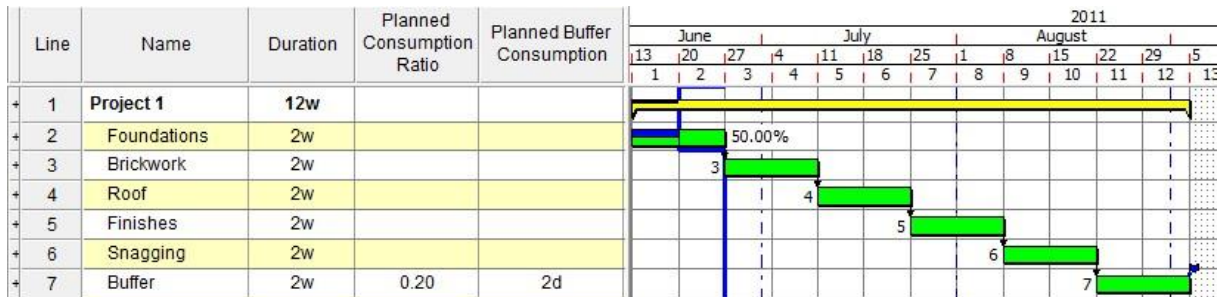 Line Name Duration Planned Consumption Ratio Planned Buffer Consumption
2011
June July August
13 20 27 4 11 18 25 1 8 15 22 29 5
1 2 3 4 5 6 7 8 9 10 11 12 13
+ 1 Project 1 12w
+ 2 Foundations 2w 50.00%
+ 3 Brickwork 2w 3
+ 4 Roof 2w 4
+ 5 Finishes 2w 5
+ 6 Snagging 2w 6
+ 7 Buffer 2w 0.20 2d 7